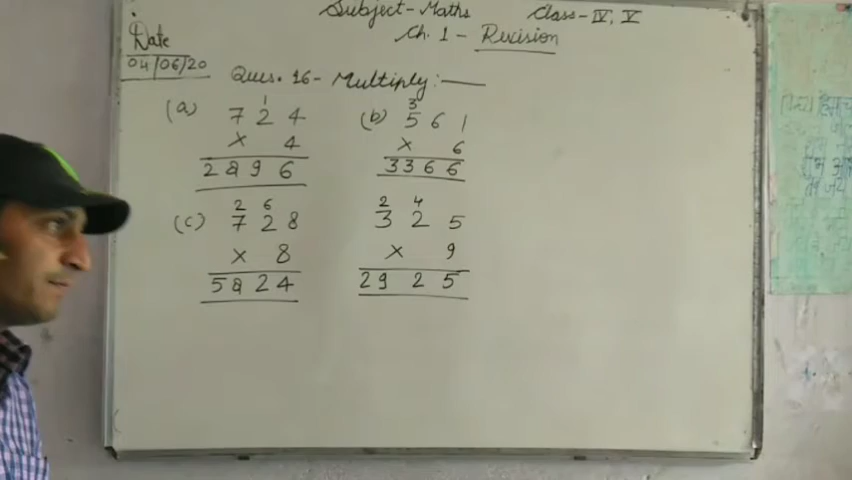 Subject - Maths Class - IV, V
Date Ch. 1 - Revision
04/06/20
Ques. 16 - Multiply : —
(a) 1 (b) 3
7 2 4 5 6 1
× 4 × 6
2 8 9 6 3 3 6 6
(c) 2 6 2 4
7 2 8 3 2 5
× 8 × 9
5 8 2 4 2 9 2 5